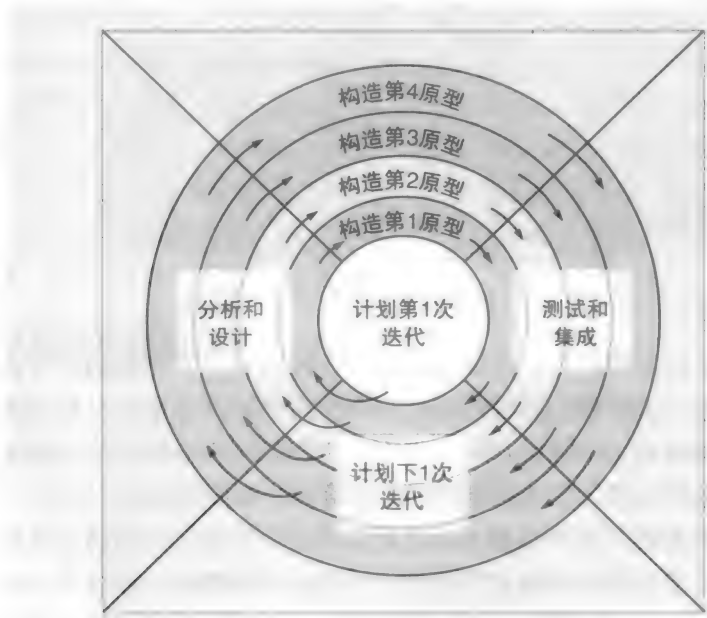 构造第4原型
构造第3原型
构造第2原型
构造第1原型
分析和
设计
计划第1次
迭代
测试和
集成
计划下1次
迭代